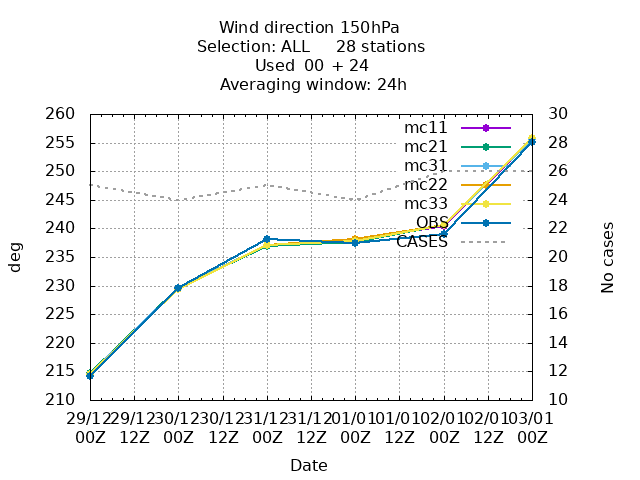 Wind direction 150hPa
Selection: ALL 28 stations
Used 00 + 24
Averaging window: 24h
260 30
255 28
250 26
245 24
240 22
235 20
230 18
225 16
220 14
215 12
210 10
mc11
mc21
mc31
mc22
mc33
OBS
CASES
deg
No cases
29/12 29/12 30/12 30/12 31/12 31/12 01/01 01/01 02/01 02/01 03/01
00Z 12Z 00Z 12Z 00Z 12Z 00Z 12Z 00Z 12Z 00Z
Date